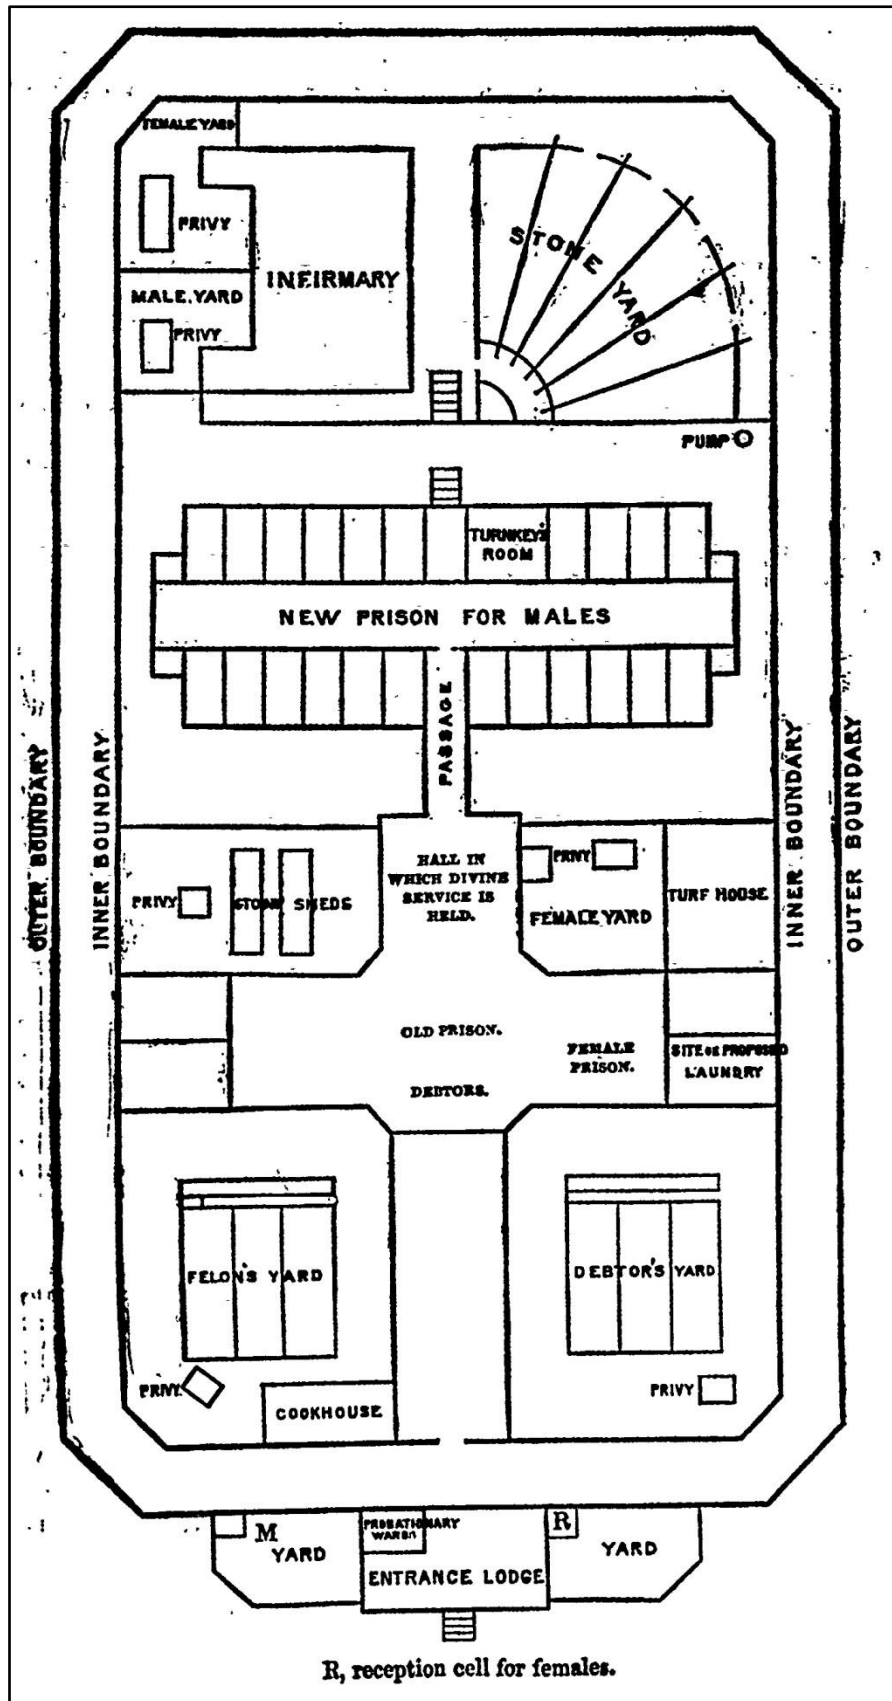 FEMALE YARD
PRIVY
INFIRMARY
MALE. YARD
PRIVY
STONE YARD
PUMP
TURNKEY'S
ROOM
NEW PRISON FOR MALES
PASSAGE
OUTER BOUNDARY
INNER BOUNDARY
INNER BOUNDARY
OUTER BOUNDARY
HALL IN
WHICH DIVINE
SERVICE IS
HELD.
PRIVY
STONE SHEDS
PRIVY
FEMALE YARD
TURF HOUSE.
OLD PRISON.
FEMALE
PRISON.
DEBTORS.
SITE OF PROPOSED
LAUNDRY
FELON'S YARD
DEBTOR'S YARD
PRIVY.
COOKHOUSE
PRIVY
M
YARD
PROBATIONARY
WARDS
R
YARD
ENTRANCE LODGE
R, reception cell for females.